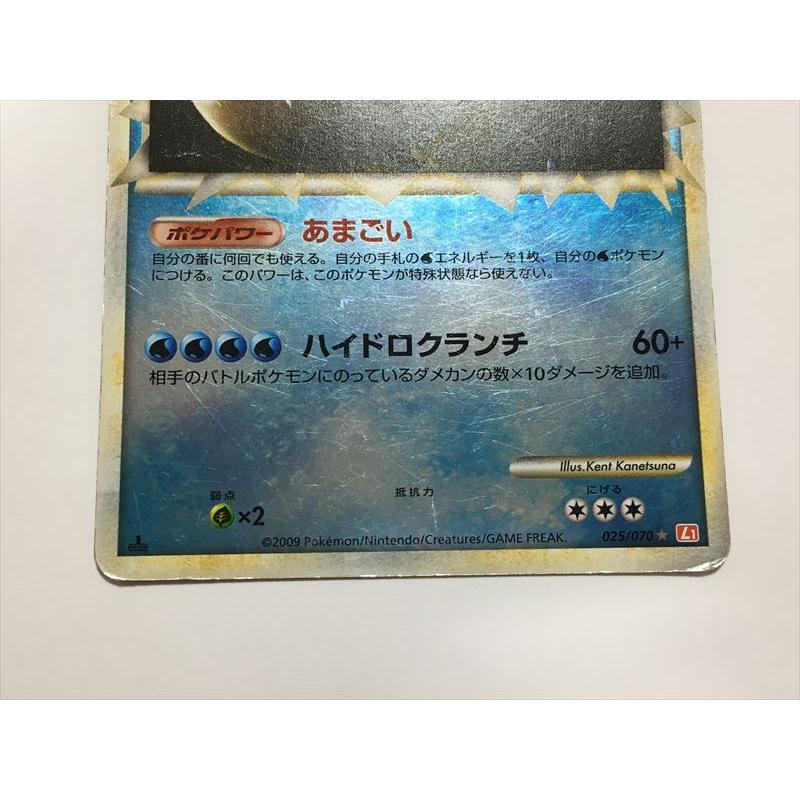 ポケパワー あまごい
自分の番に何回でも使える。自分の手札のエネルギーを1枚、自分のポケモン
につける。このパワーは、このポケモンが特殊状態なら使えない。
ハイドロクランチ 60+
相手のバトルポケモンにのっているダメカンの数×10ダメージを追加。
Illus.Kent Kanetsuna
弱点 抵抗力 にげる
×2
025/070 ★ L1
1
©2009 Pokémon/Nintendo/Creatures/GAME FREAK.